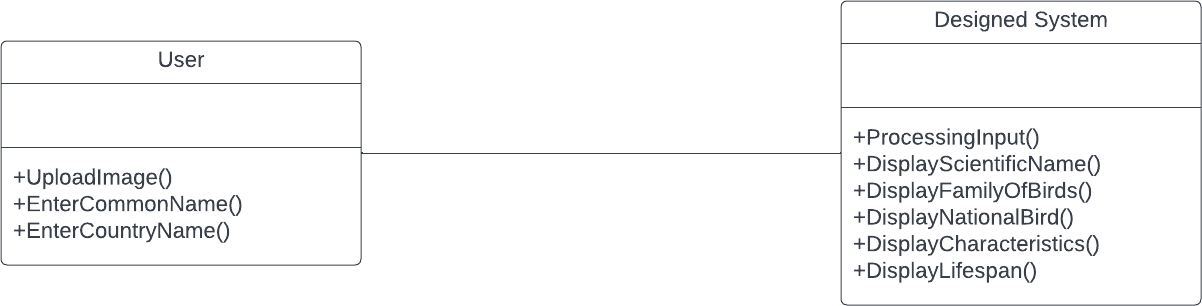 User
+UploadImage()
+EnterCommonName()
+EnterCountryName()
Designed System
+ProcessingInput()
+DisplayScientificName()
+DisplayFamilyOfBirds()
+DisplayNationalBird()
+DisplayCharacteristics()
+DisplayLifespan()